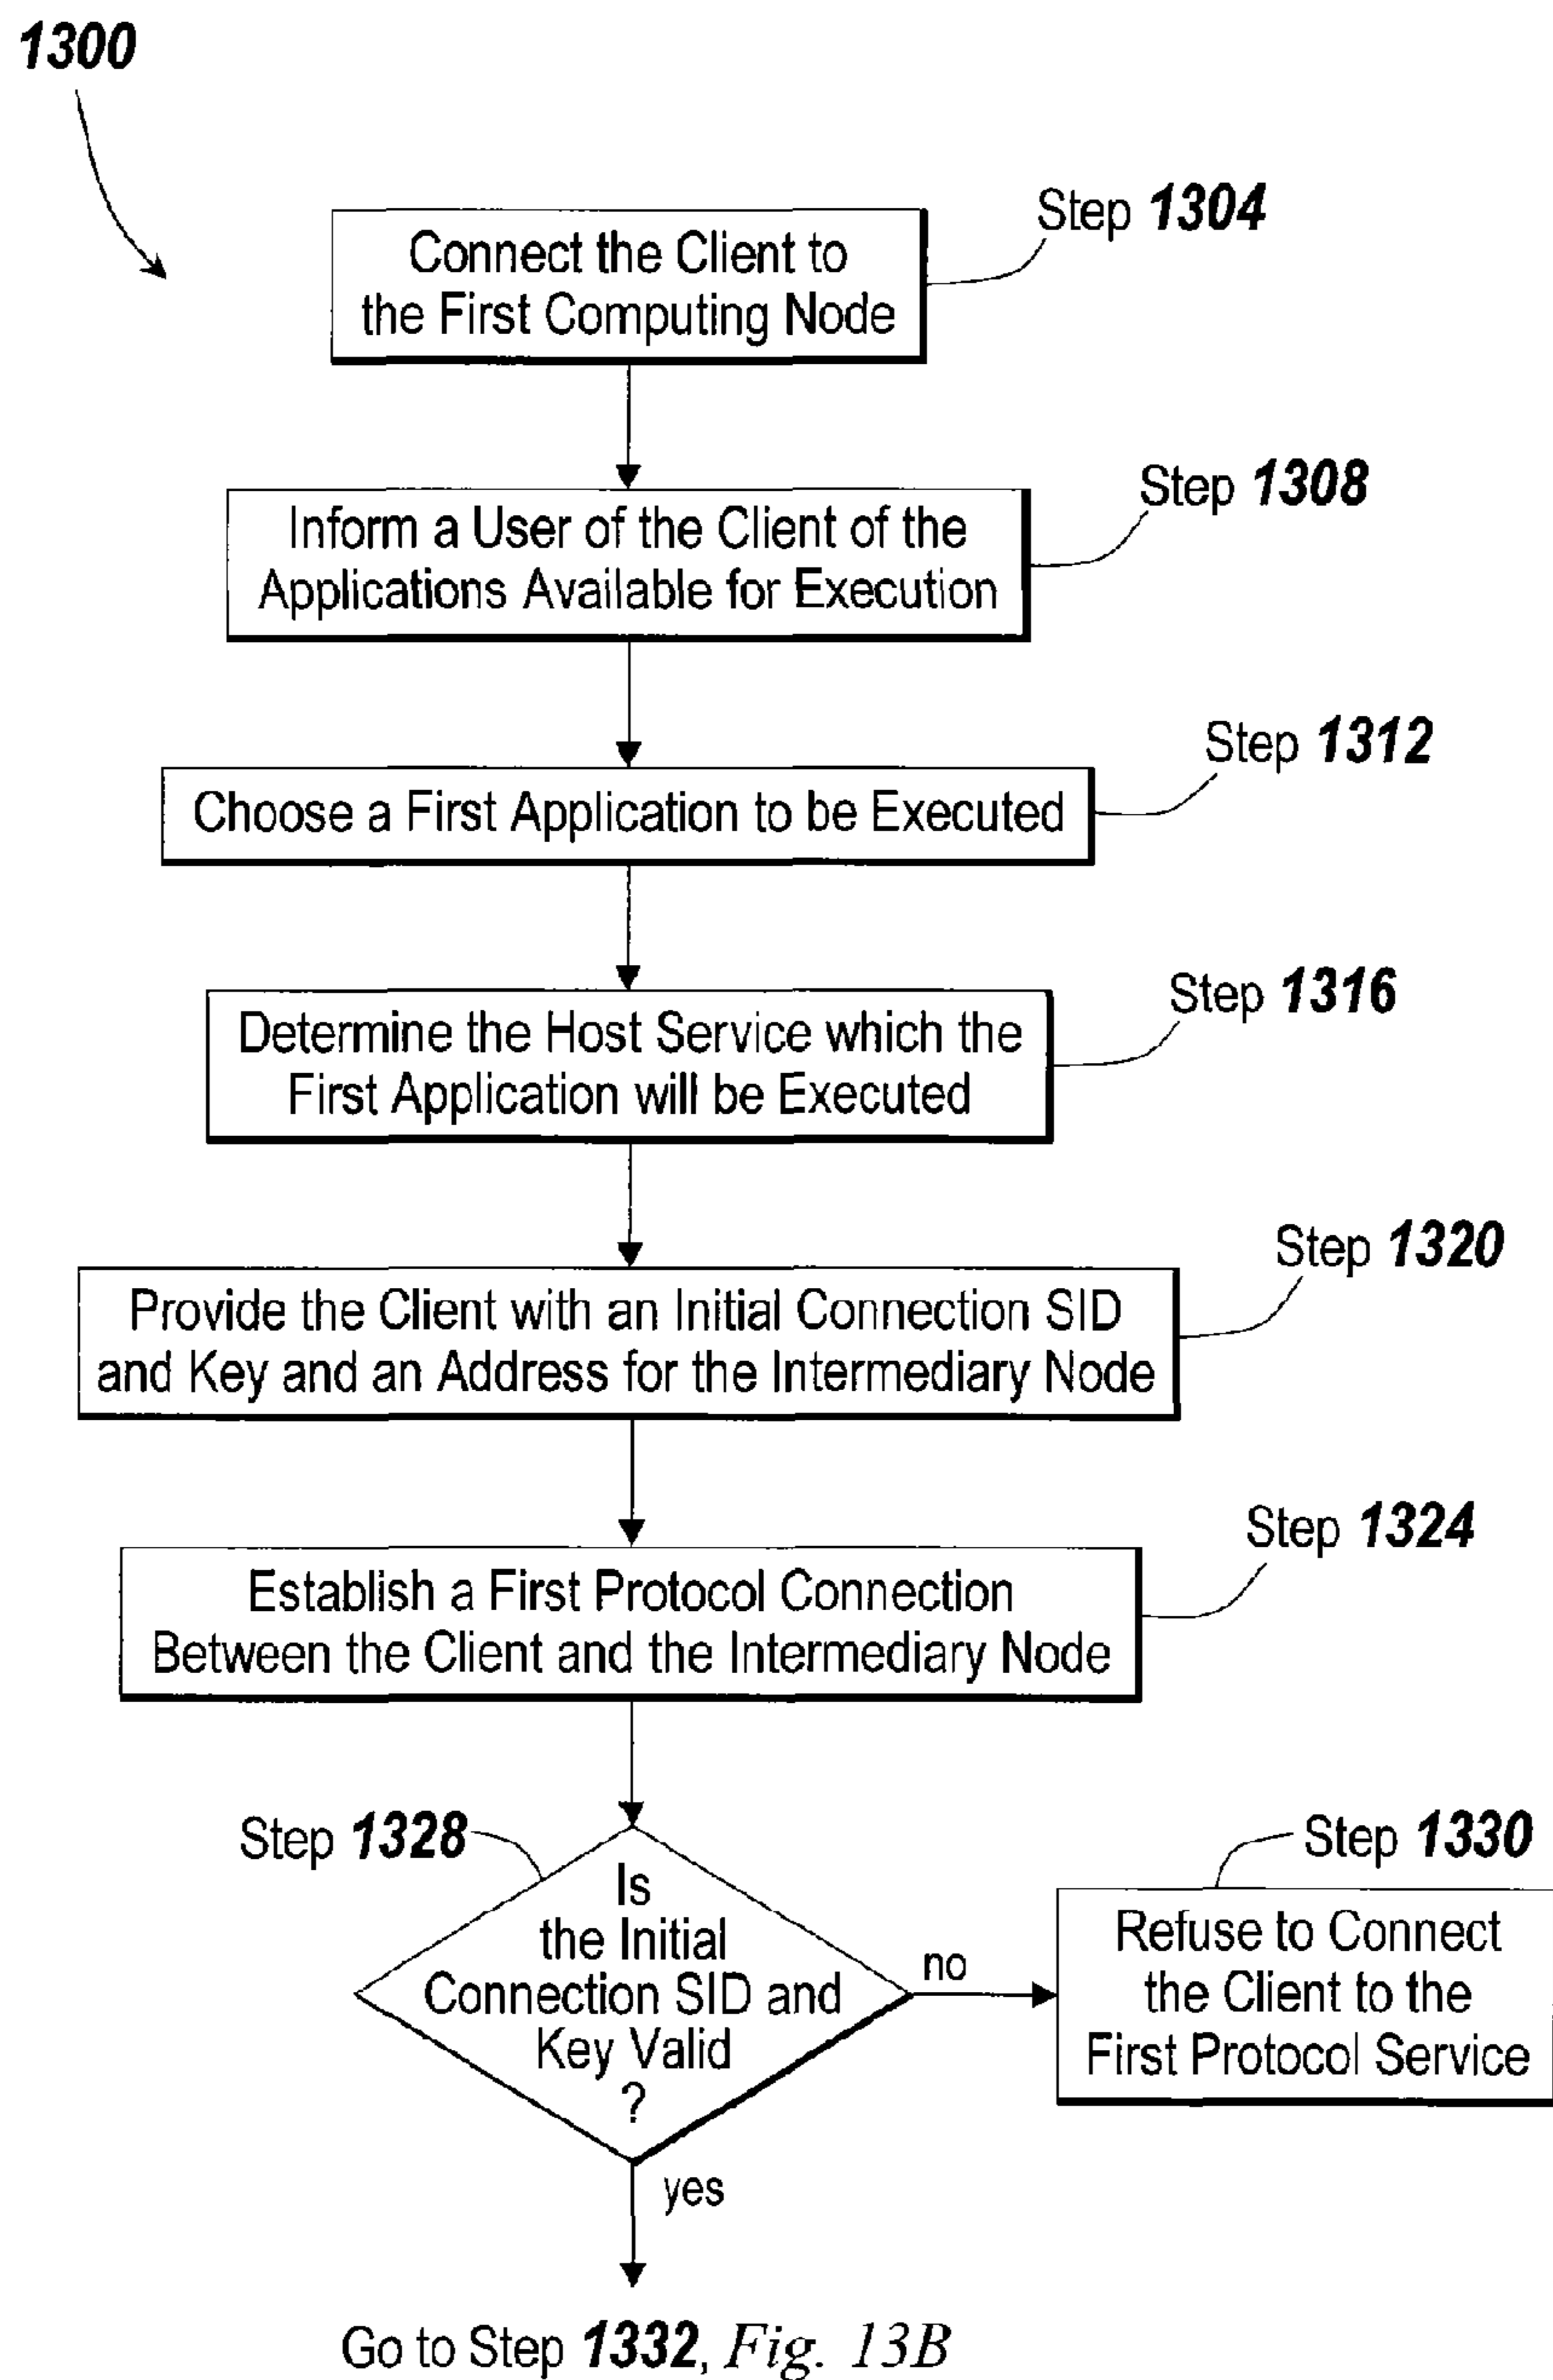 1300
Step 1304
Connect the Client to
the First Computing Node
Step 1308
Inform a User of the Client of the
Applications Available for Execution
Step 1312
Choose a First Application to be Executed
Step 1316
Determine the Host Service which the
First Application will be Executed
Step 1320
Provide the Client with an Initial Connection SID
and Key and an Address for the Intermediary Node
Step 1324
Establish a First Protocol Connection
Between the Client and the Intermediary Node
Step 1328
Is
the Initial
Connection SID and
Key Valid
?
no
Step 1330
Refuse to Connect
the Client to the
First Protocol Service
yes
Go to Step 1332, Fig. 13B